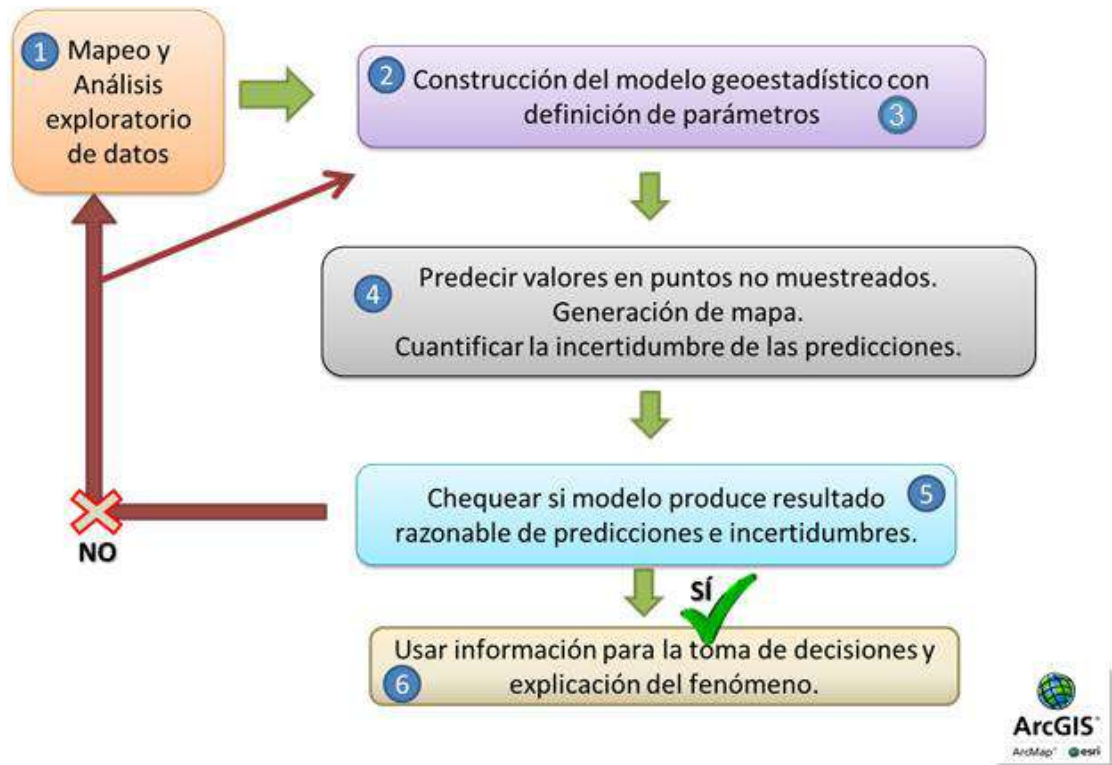 1 Mapeo y
Análisis
exploratorio
de datos
2 Construcción del modelo geoestadístico con
definición de parámetros 3
4 Predecir valores en puntos no muestreados.
Generación de mapa.
Cuantificar la incertidumbre de las predicciones.
Chequear si modelo produce resultado 5
razonable de predicciones e incertidumbres.
NO
SÍ
Usar información para la toma de decisiones y
6 explicación del fenómeno.
ArcGIS
ArcMap esri